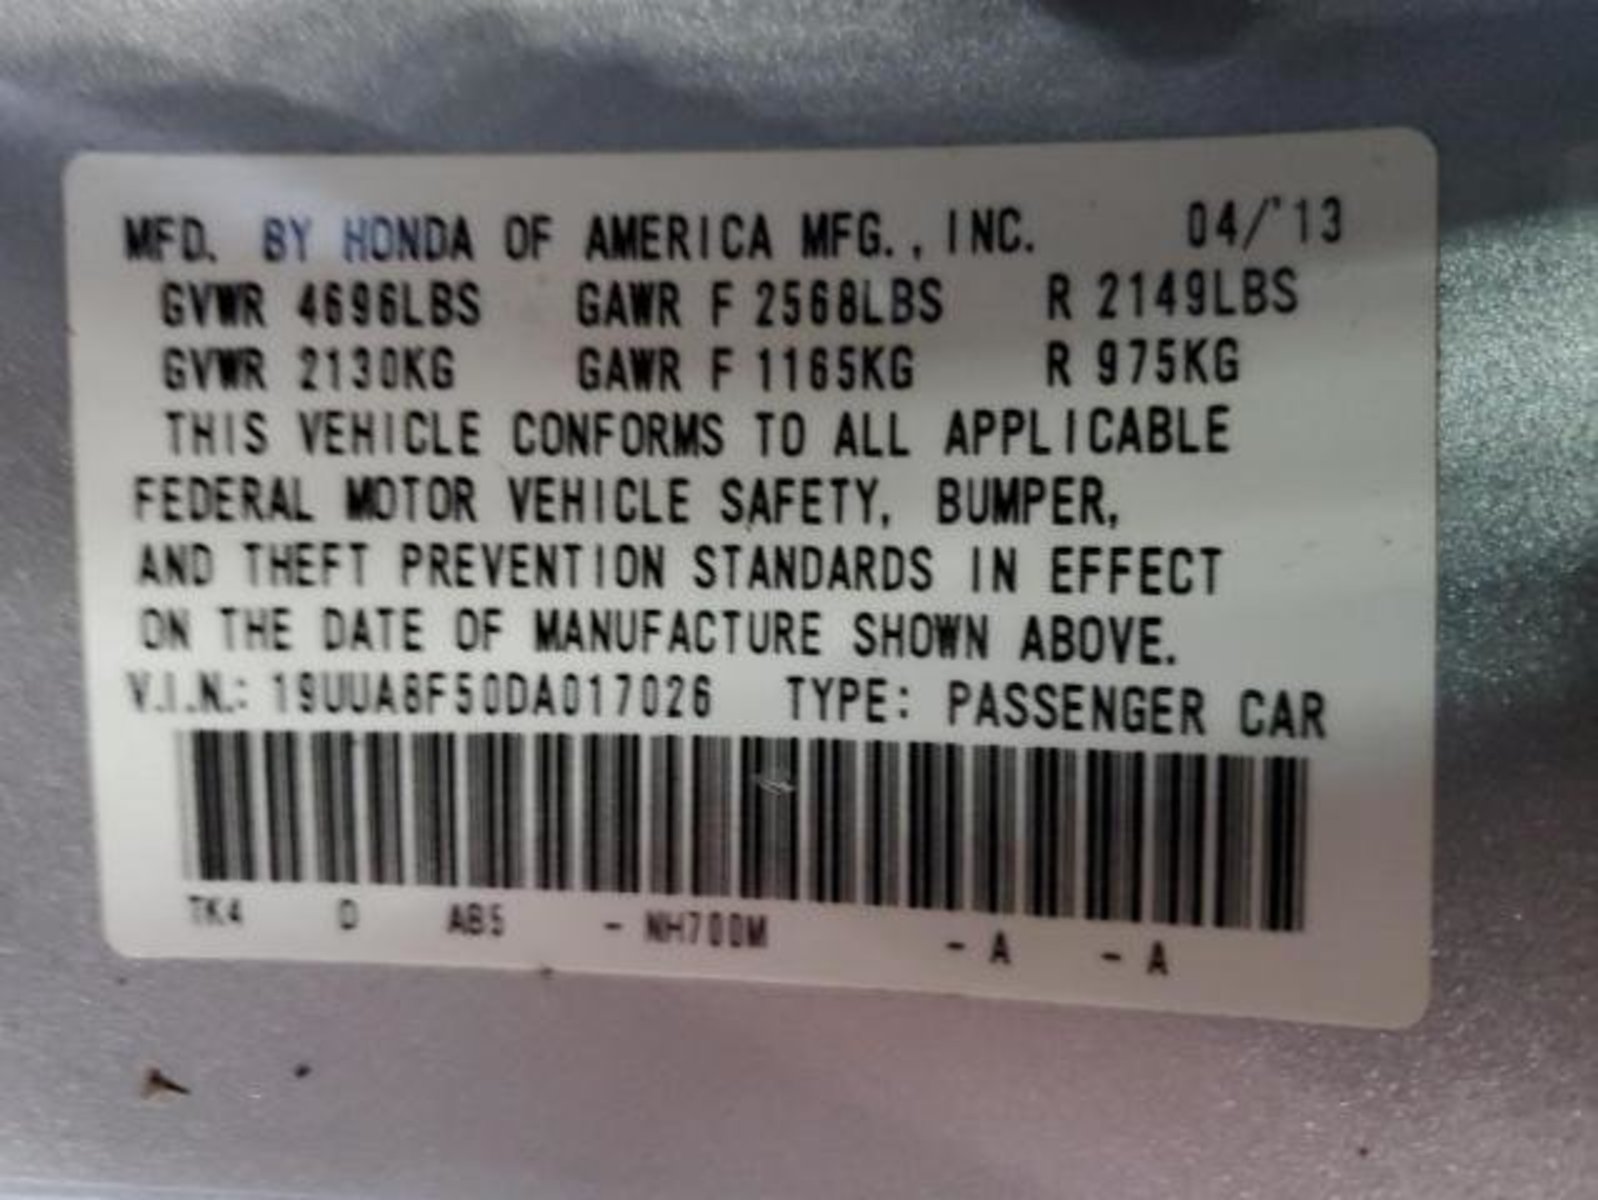 MFD. BY HONDA OF AMERICA MFG., INC. 04/'13
GVWR 4696LBS GAWR F 2568LBS R 2149LBS
GVWR 2130KG GAWR F 1165KG R 975KG
THIS VEHICLE CONFORMS TO ALL APPLICABLE
FEDERAL MOTOR VEHICLE SAFETY, BUMPER,
AND THEFT PREVENTION STANDARDS IN EFFECT
ON THE DATE OF MANUFACTURE SHOWN ABOVE.
V.I.N.: 19UUA8F50DA017026 TYPE: PASSENGER CAR
TK4 D AB5 - NH700M - A - A